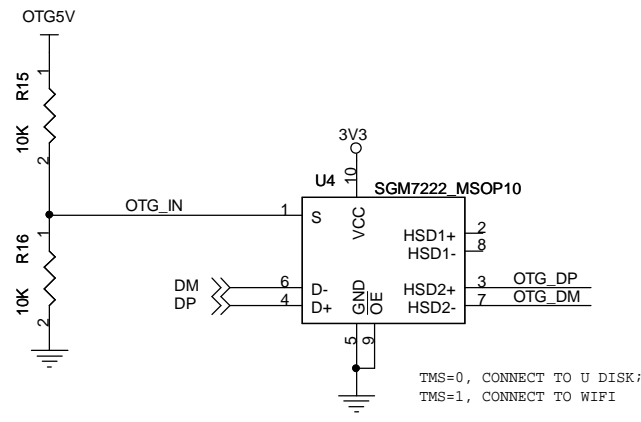 OTG5V
1
R15
10K
2
3V3
10
U4
SGM7222_MSOP10
OTG_IN
1
S
VCC
HSD1+
2
HSD1-
8
1
R16
10K
2
DM
6
D-
DP
4
D+
GND
OE
HSD2+
3
OTG_DP
HSD2-
7
OTG_DM
5
9
TMS=0, CONNECT TO U DISK;
TMS=1, CONNECT TO WIFI